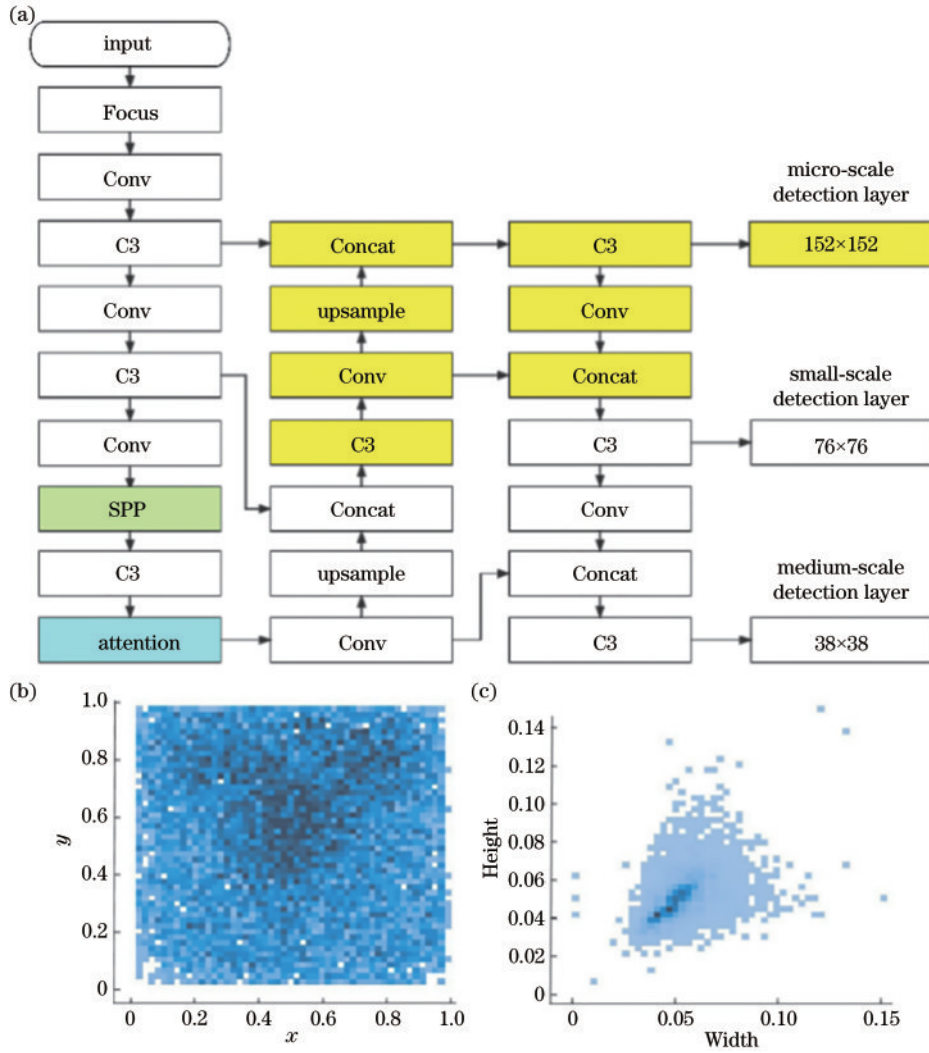 (a)
input
Focus
Conv
C3
Conv
C3
Conv
SPP
C3
attention
Concat
upsample
Conv
C3
Concat
upsample
Conv
C3
Conv
Concat
C3
Conv
Concat
C3
micro-scale
detection layer
152×152
small-scale
detection layer
76×76
medium-scale
detection layer
38×38
(b)
1.0
0.8
0.6
0.4
0.2
0
y
0
0.2
0.4
0.6
0.8
1.0
x
(c)
0.14
0.12
0.10
0.08
0.06
0.04
0.02
0
Height
0
0.05
0.10
0.15
Width